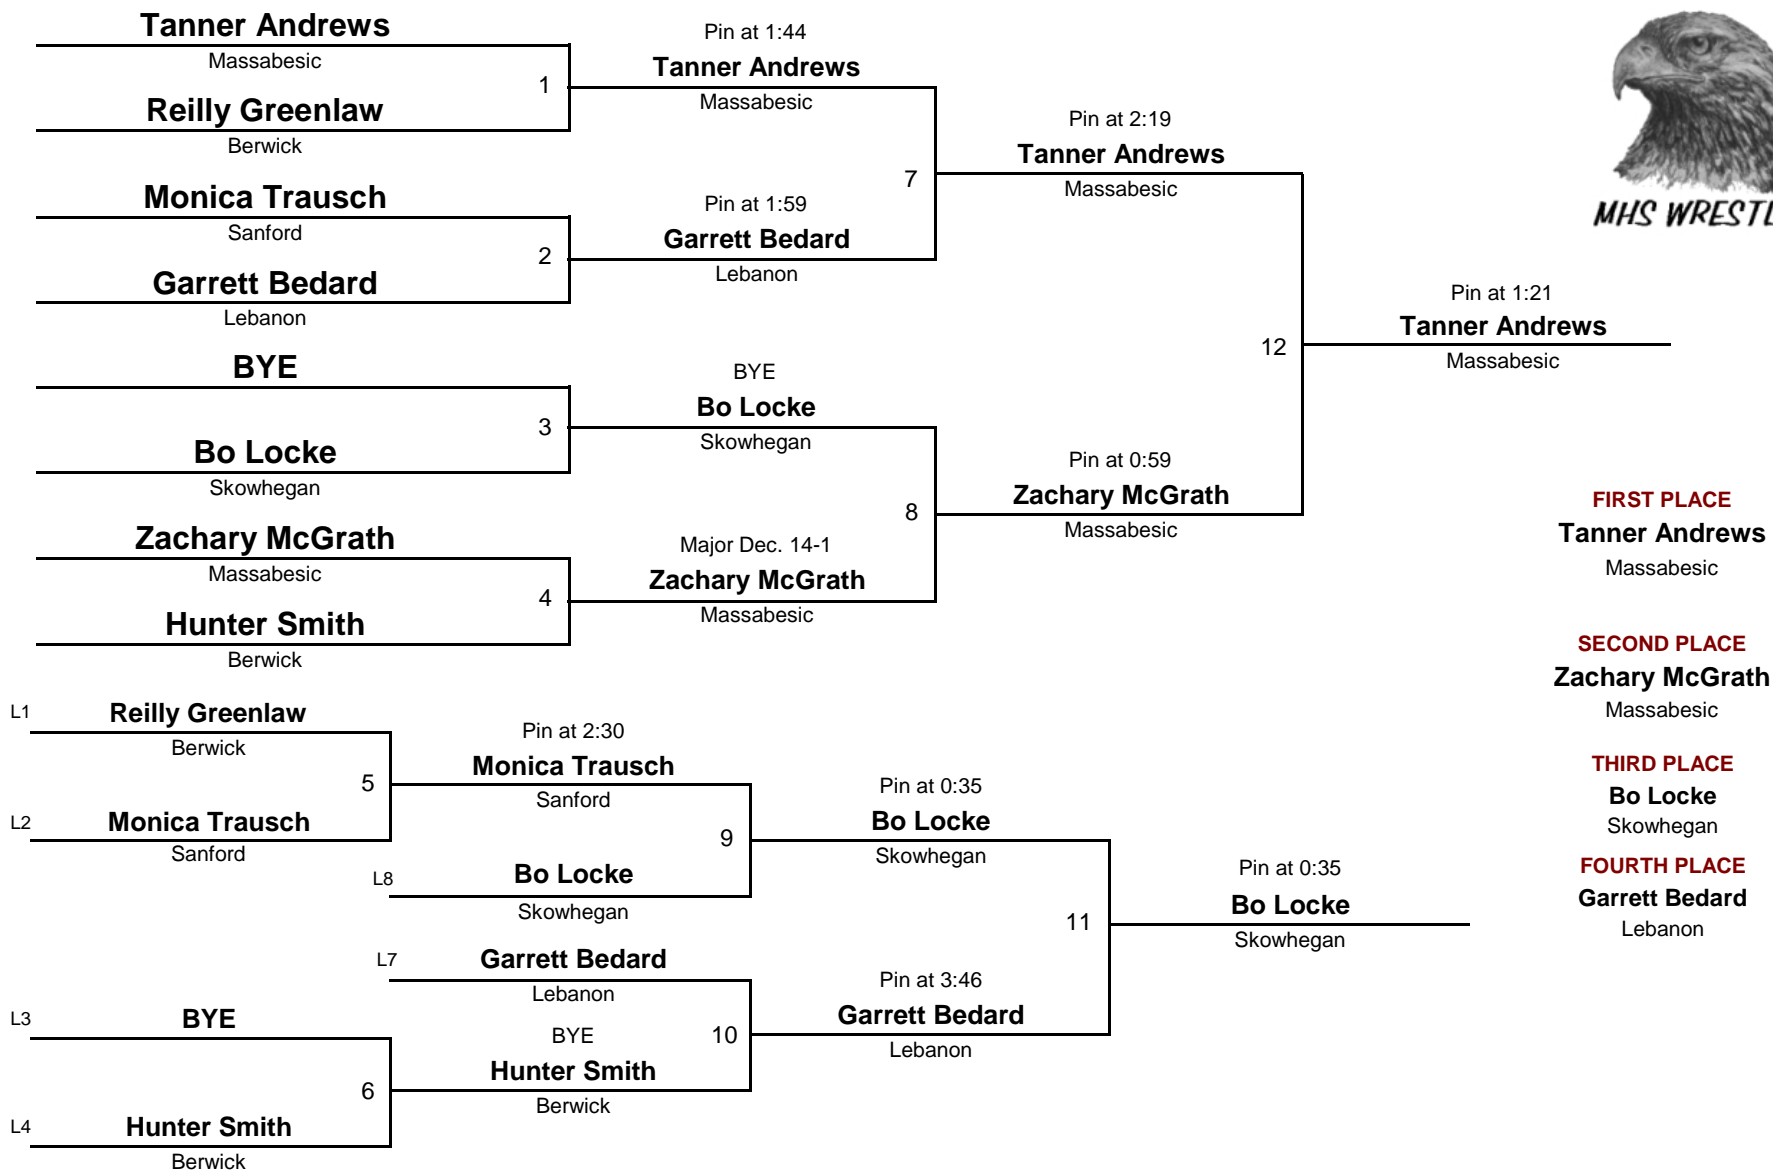 Tanner Andrews
Massabesic
1
Reilly Greenlaw
Berwick
Monica Trausch
Sanford
2
Garrett Bedard
Lebanon
BYE
3
Bo Locke
Skowhegan
Zachary McGrath
Massabesic
4
Hunter Smith
Berwick
Pin at 1:44
Tanner Andrews
Massabesic
7
Pin at 1:59
Garrett Bedard
Lebanon
BYE
Bo Locke
Skowhegan
8
Major Dec. 14-1
Zachary McGrath
Massabesic
Pin at 2:19
Tanner Andrews
Massabesic
12
Pin at 0:59
Zachary McGrath
Massabesic
Pin at 1:21
Tanner Andrews
Massabesic
MHS WRESTL
FIRST PLACE
Tanner Andrews
Massabesic
SECOND PLACE
Zachary McGrath
Massabesic
THIRD PLACE
Bo Locke
Skowhegan
FOURTH PLACE
Garrett Bedard
Lebanon
L1 Reilly Greenlaw
Berwick
5
L2 Monica Trausch
Sanford
Pin at 2:30
Monica Trausch
Sanford
9
L8 Bo Locke
Skowhegan
L7 Garrett Bedard
Lebanon
10
BYE
Hunter Smith
Berwick
L3 BYE
6
L4 Hunter Smith
Berwick
Pin at 0:35
Bo Locke
Skowhegan
11
Pin at 3:46
Garrett Bedard
Lebanon
Pin at 0:35
Bo Locke
Skowhegan